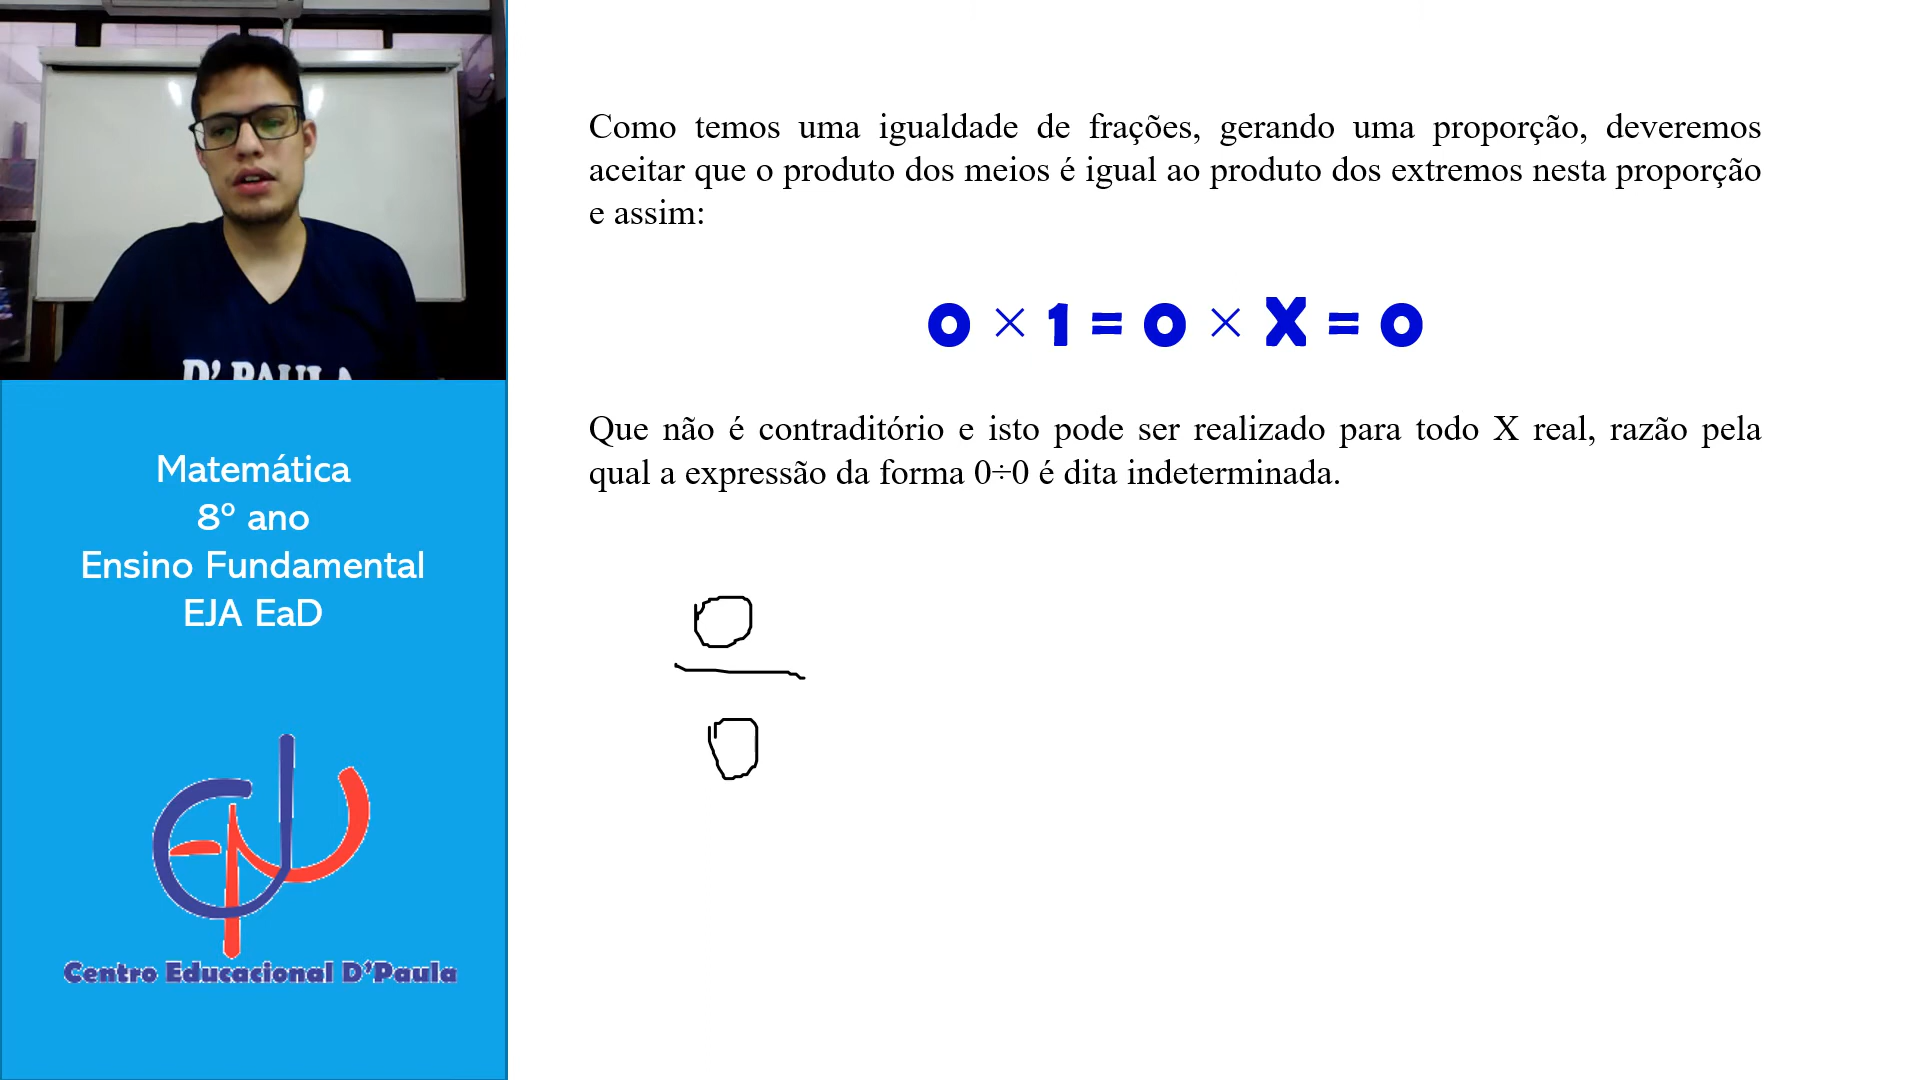 D' PAULA
Matemática
8º ano
Ensino Fundamental
EJA EaD
Centro Educacional D'Paula
Como temos uma igualdade de frações, gerando uma proporção, deveremos
aceitar que o produto dos meios é igual ao produto dos extremos nesta proporção
e assim:
0 × 1 = 0 × X = 0
Que não é contraditório e isto pode ser realizado para todo X real, razão pela
qual a expressão da forma 0÷0 é dita indeterminada.
0
0